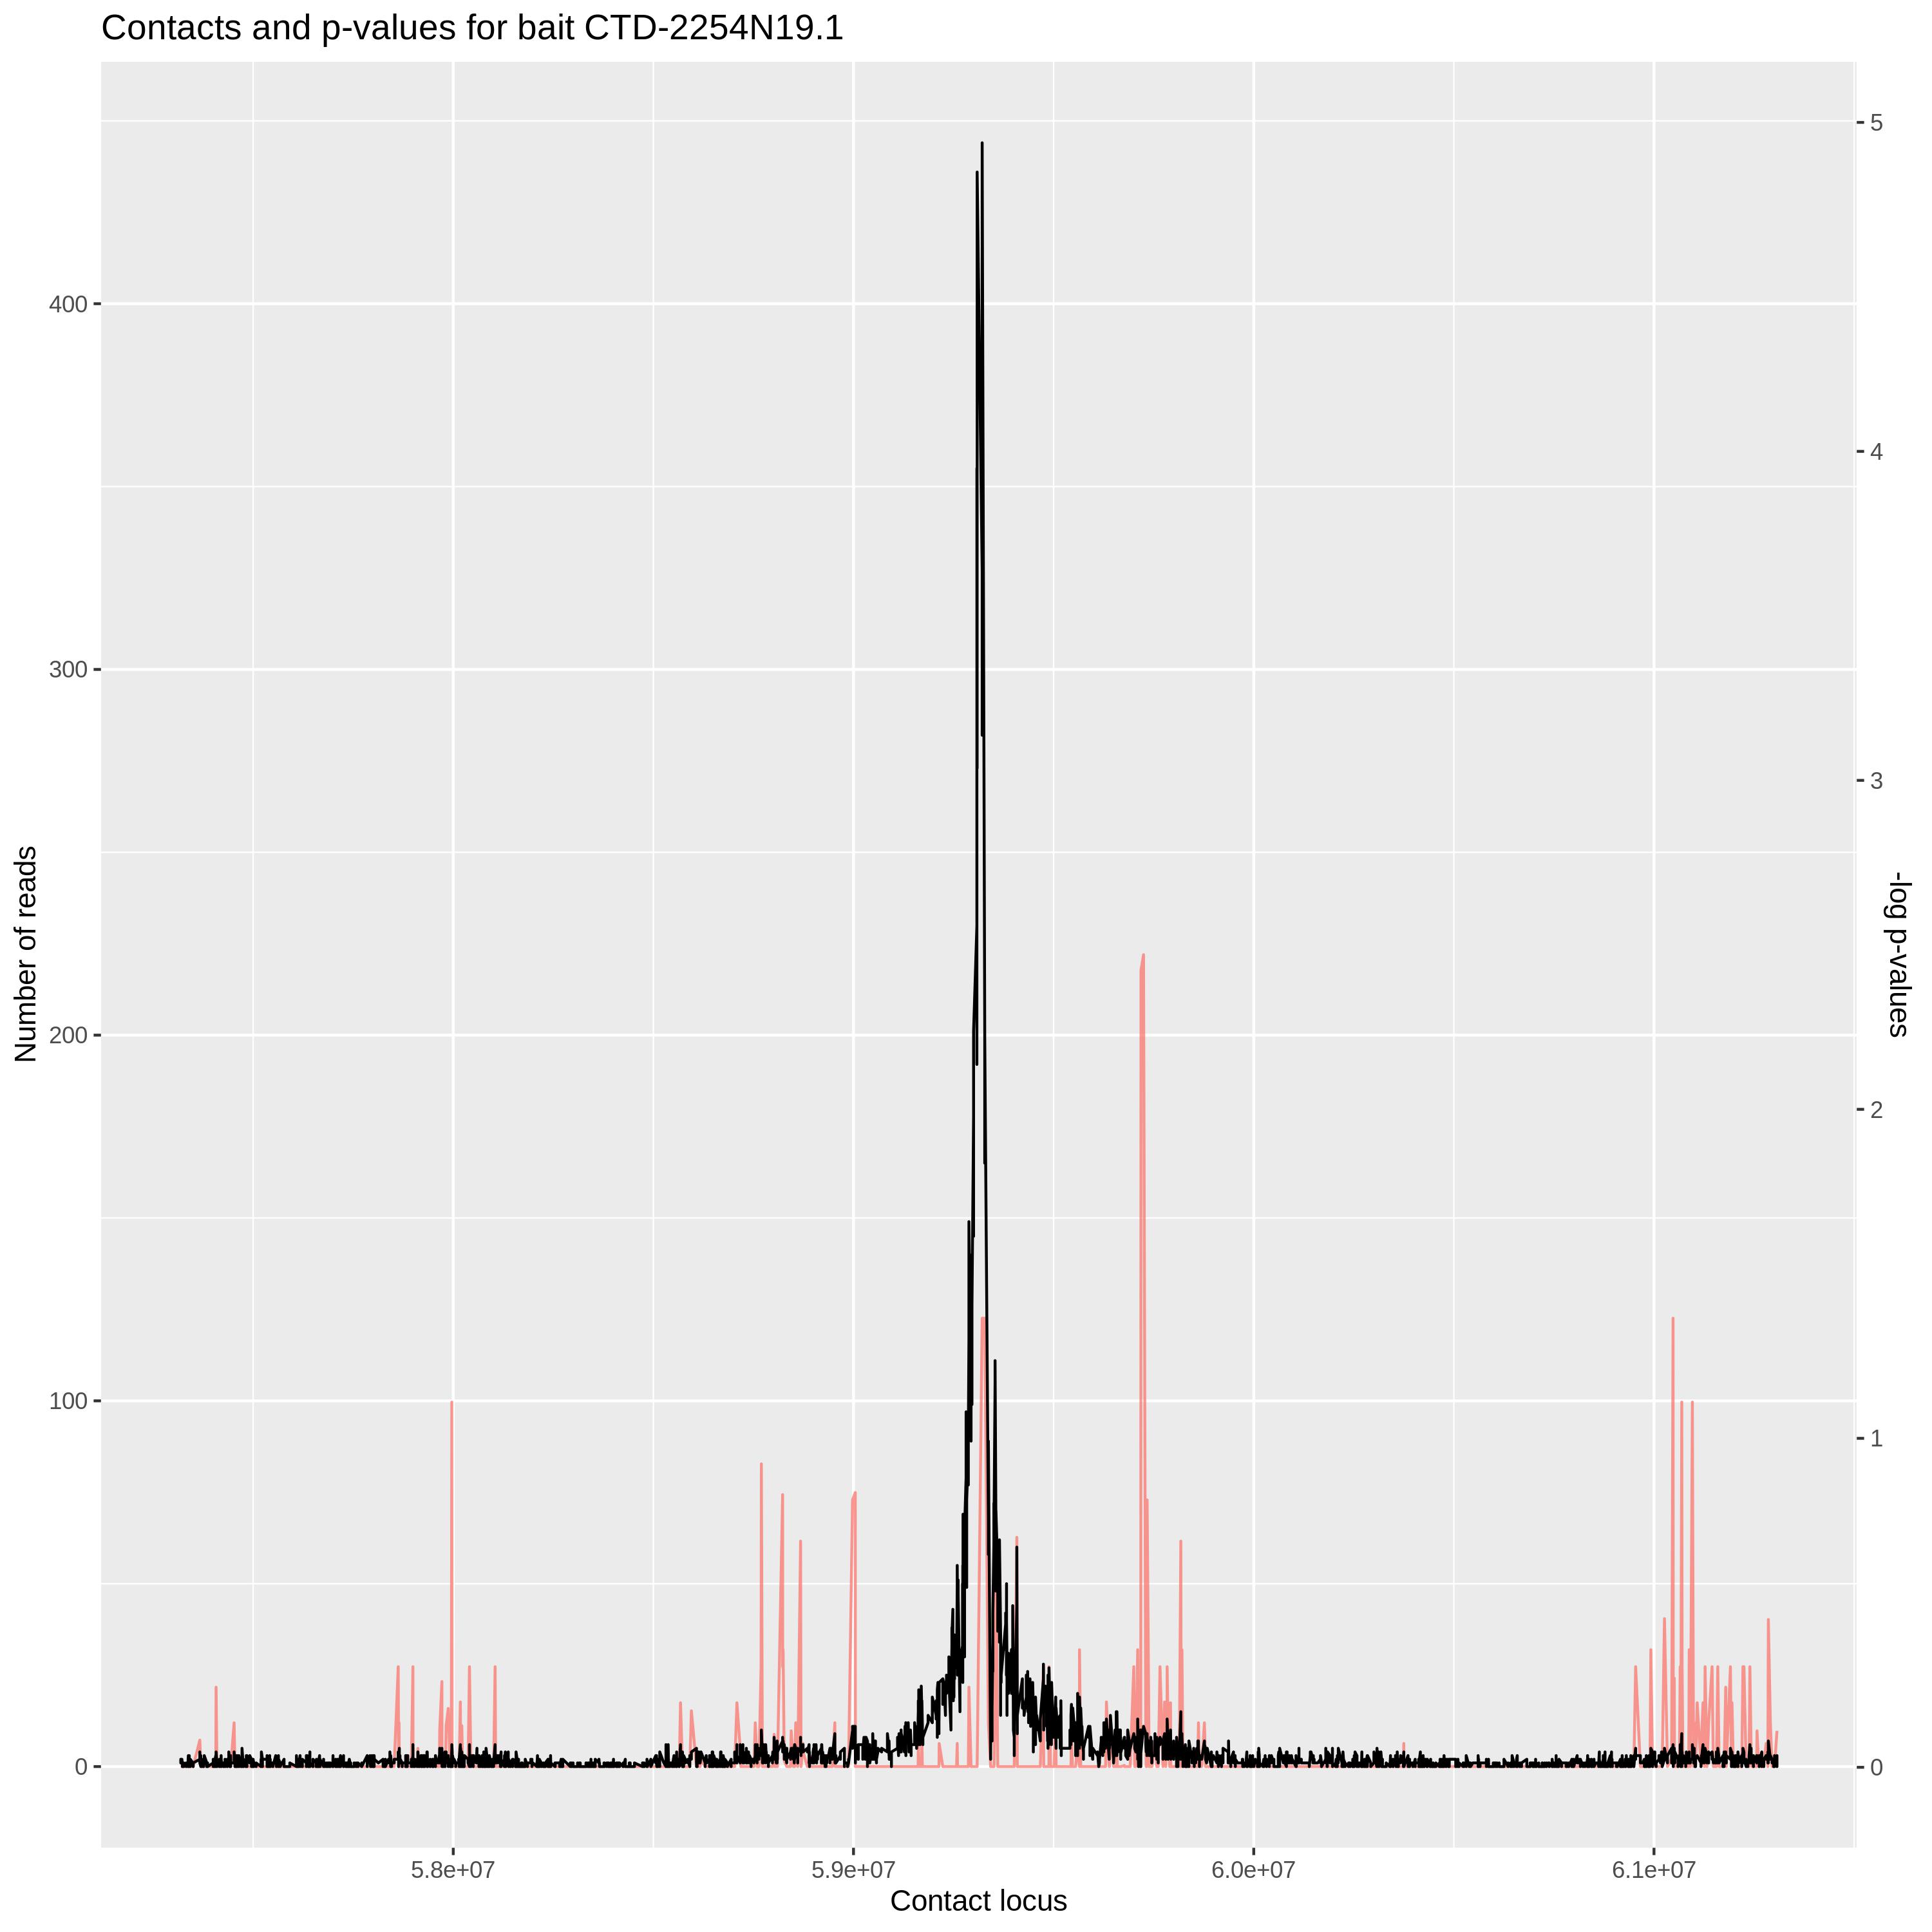 Contacts and p-values for bait CTD-2254N19.1
Number of reads
400
300
200
100
0
5
4
3
2
1
0
-log p-values
5.8e+07
5.9e+07
6.0e+07
6.1e+07
Contact locus